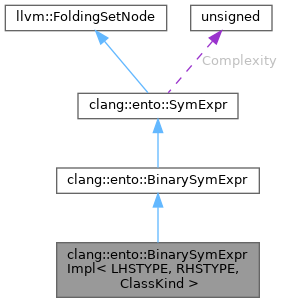 llvm::FoldingSetNode
unsigned
Complexity
clang::ento::SymExpr
clang::ento::BinarySymExpr
clang::ento::BinarySymExpr
Impl< LHSTYPE, RHSTYPE,
ClassKind >